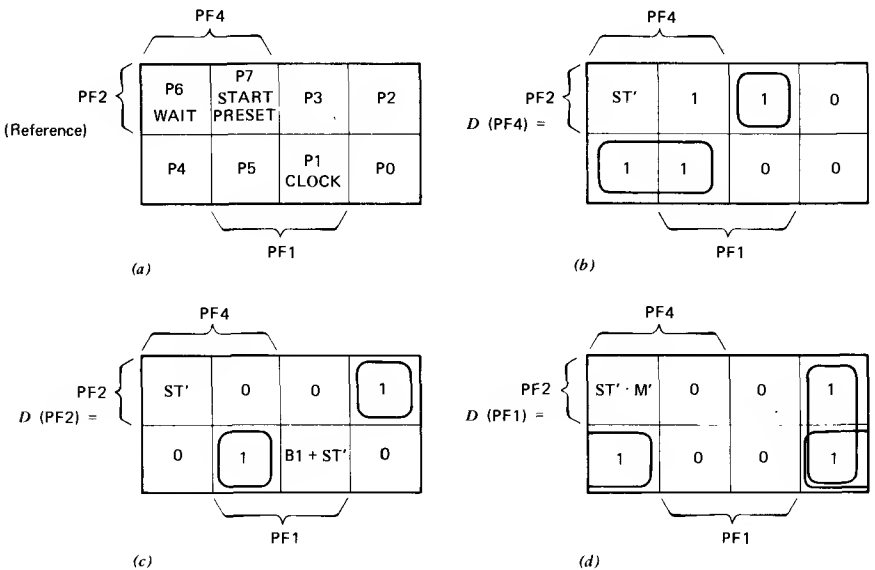 PF4
PF2
(Reference)
P6
WAIT
P7
START
PRESET
P3
P2
P4
P5
P1
CLOCK
P0
PF1
(a)
PF4
PF2
D (PF4) =
ST'
1
1
0
1
1
0
0
PF1
(b)
PF4
PF2
D (PF2) =
ST'
0
0
1
0
1
B1 + ST'
0
PF1
(c)
PF4
PF2
D (PF1) =
ST' · M'
0
0
1
1
0
0
1
PF1
(d)